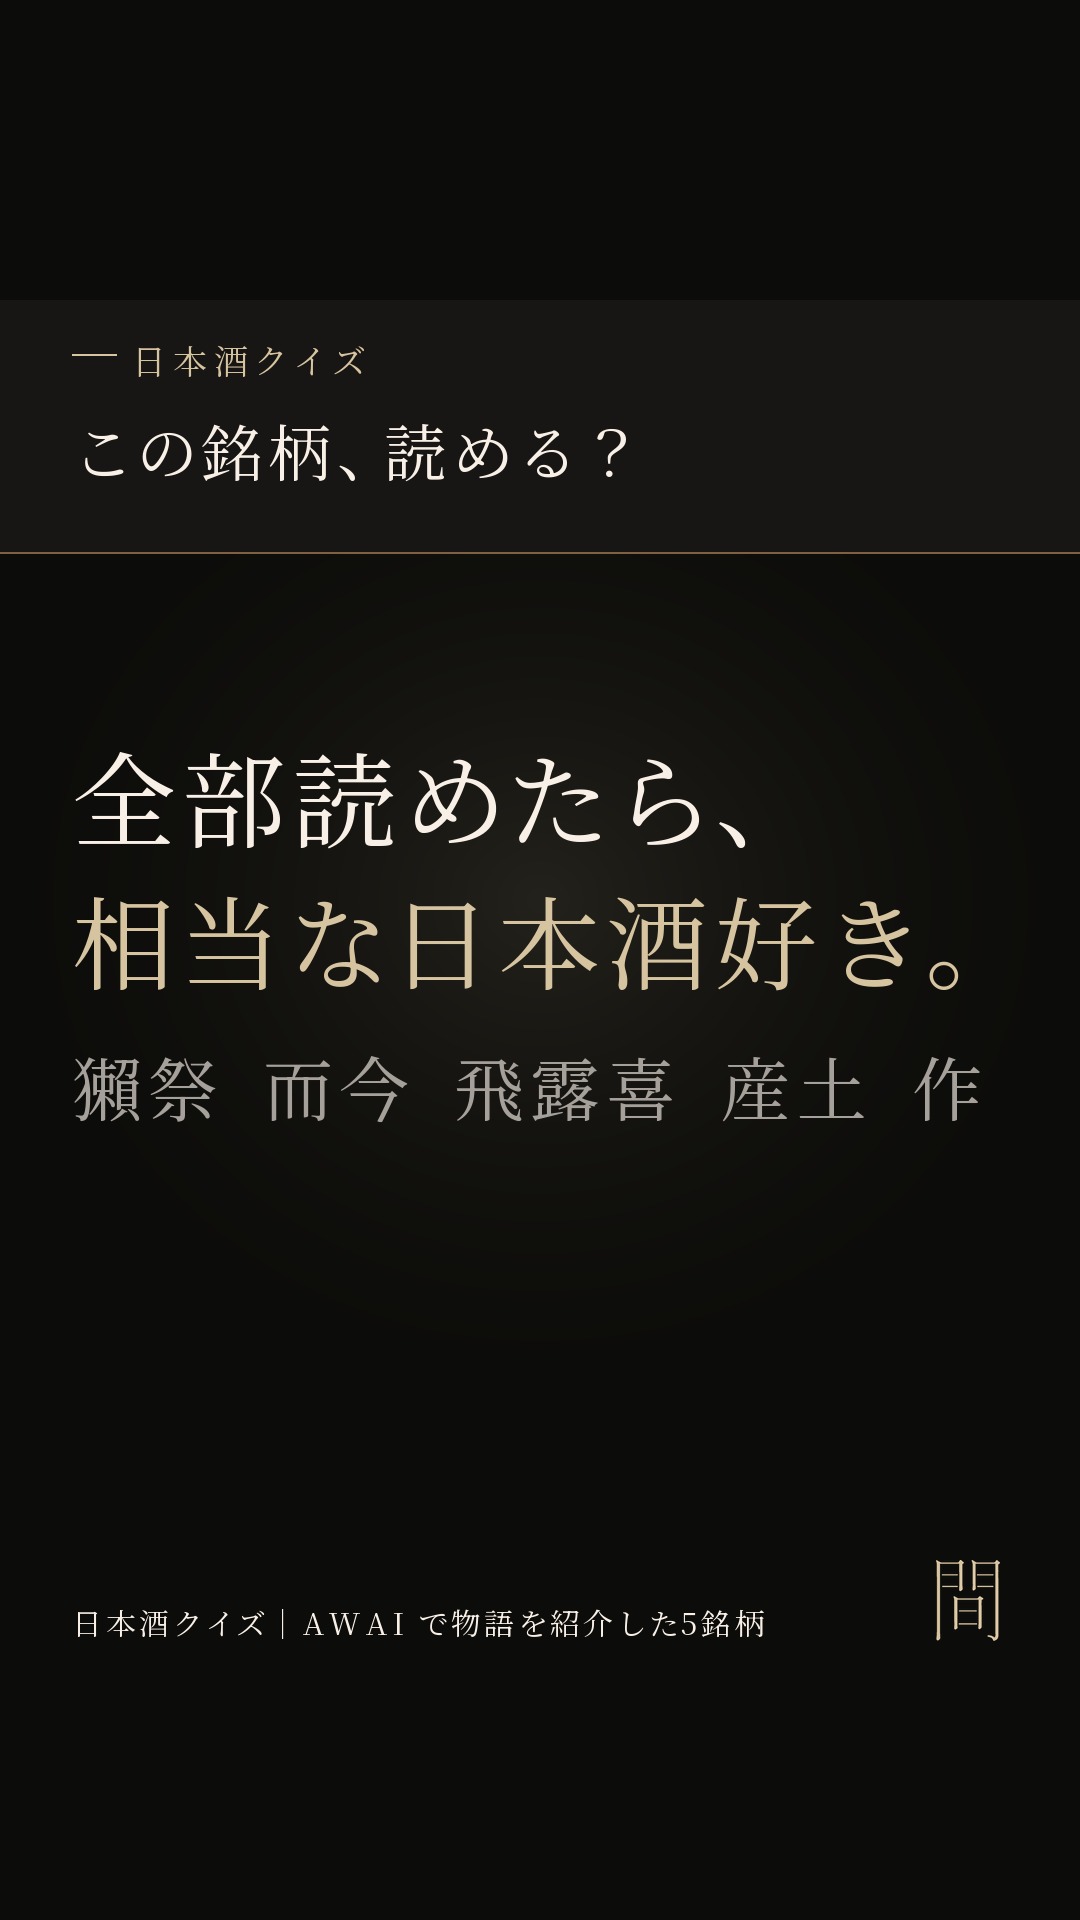 日本酒クイズ
この銘柄、読める？
全部読めたら、
相当な日本酒好き。
獺祭 而今 飛露喜 産土 作
日本酒クイズ｜AWAI で物語を紹介した5銘柄
問